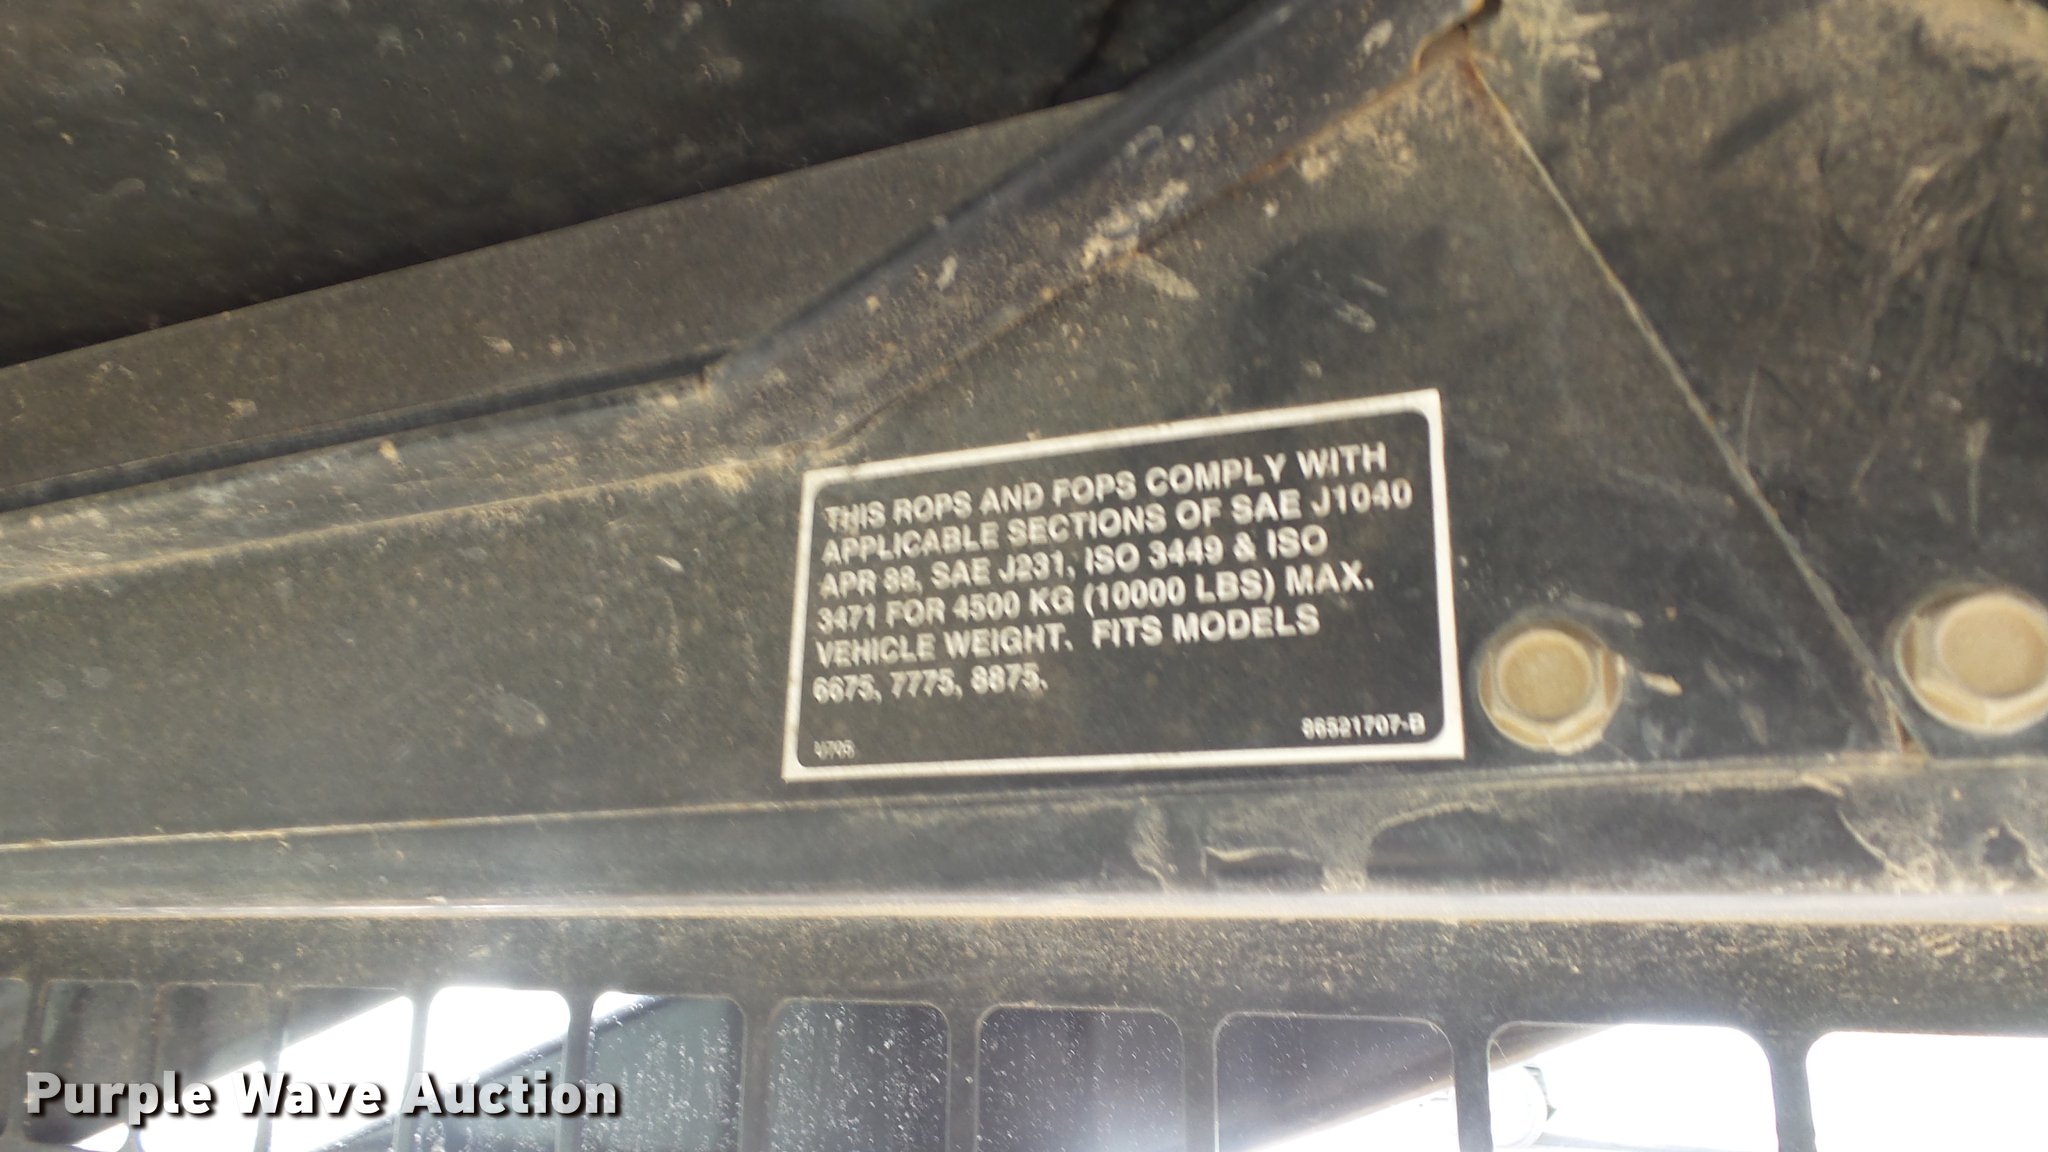 THIS ROPS AND FOPS COMPLY WITH
APPLICABLE SECTIONS OF SAE J1040
APR 88, SAE J231, ISO 3449 & ISO
3471 FOR 4500 KG (10000 LBS) MAX.
VEHICLE WEIGHT. FITS MODELS
6675, 7775, 8875.
86521707-B
Purple Wave Auction